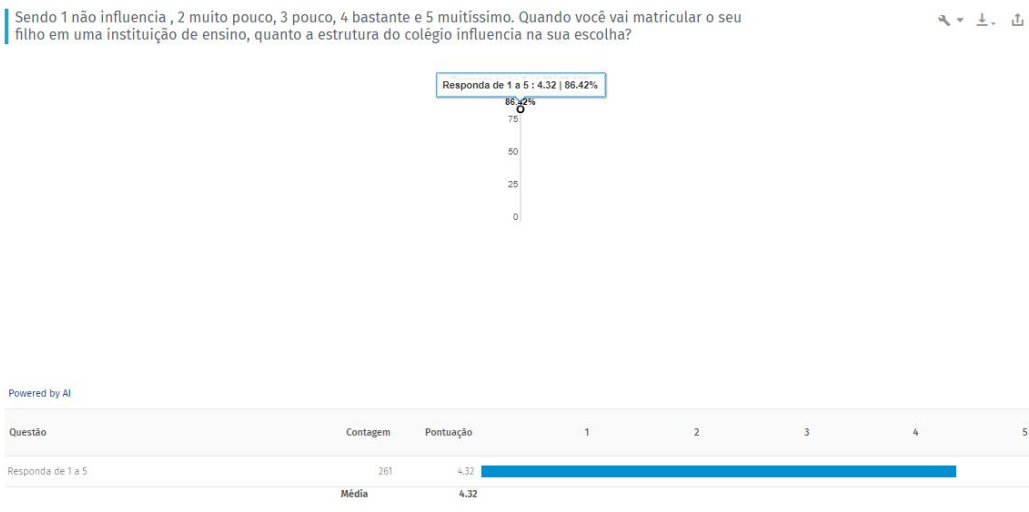 Sendo 1 não influencia , 2 muito pouco, 3 pouco, 4 bastante e 5 muitíssimo. Quando você vai matricular o seu
filho em uma instituição de ensino, quanto a estrutura do colégio influencia na sua escolha?
Responda de 1 a 5 : 4.32 | 86.42%
86.42%
75
50
25
0
Powered by AI
Questão Contagem Pontuação 1 2 3 4 5
Responda de 1 a 5 261 4.32
Média 4.32